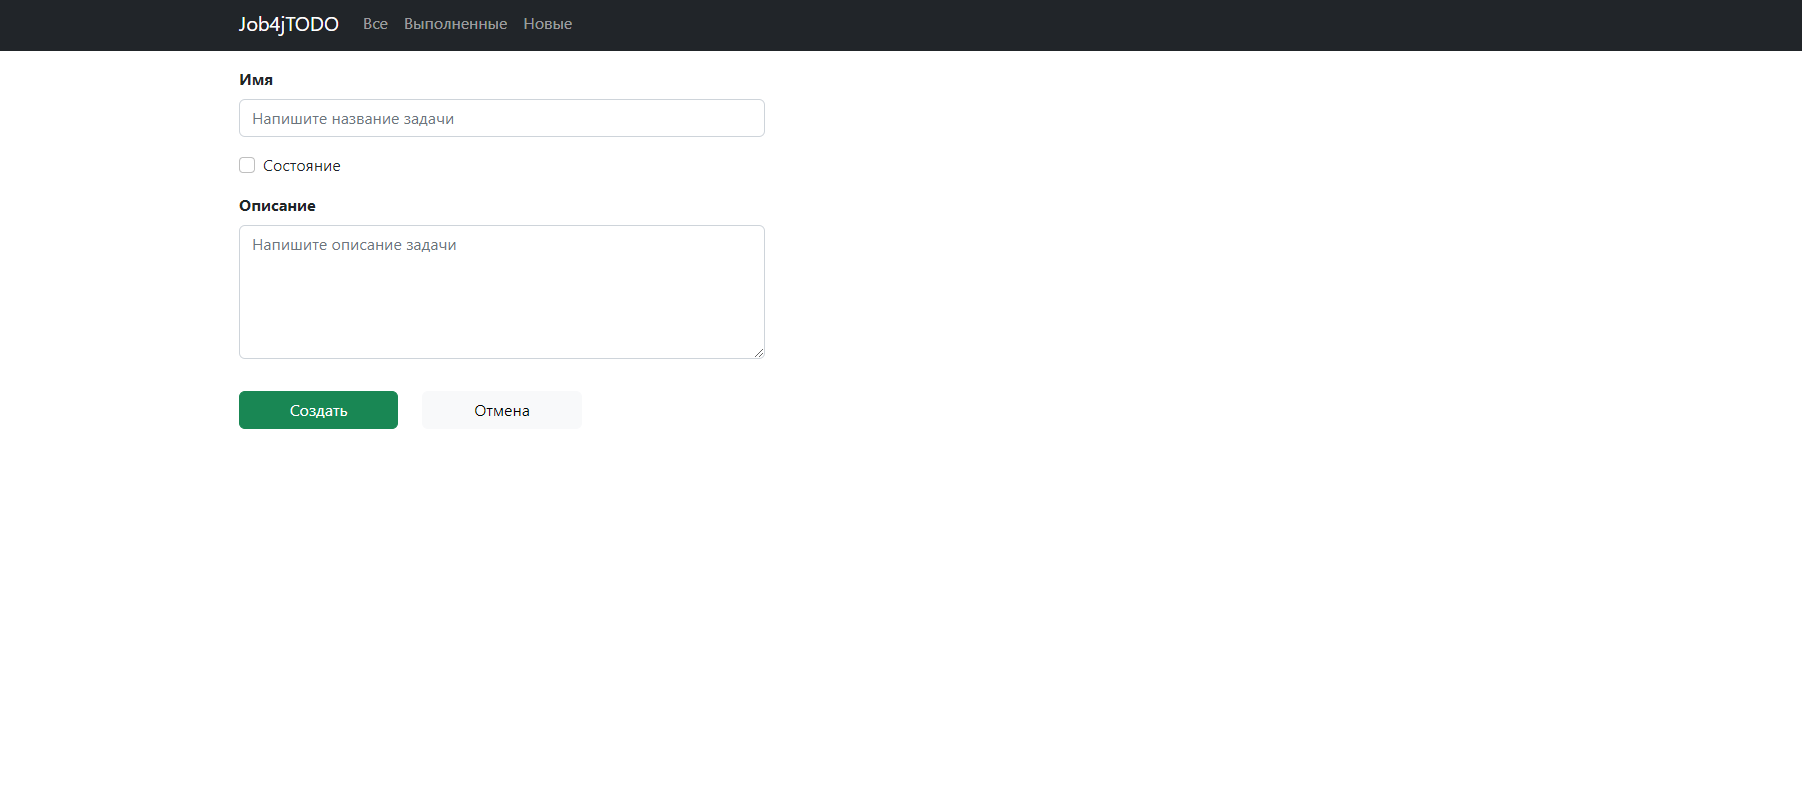 Job4jTODO Все Выполненные Новые
Имя
Напишите название задачи
Состояние
Описание
Напишите описание задачи
Создать Отмена